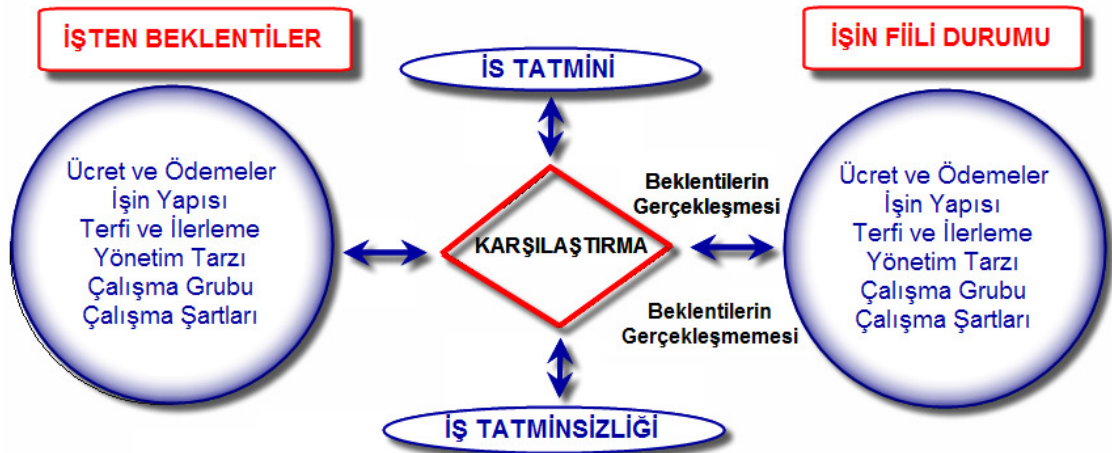 İŞTEN BEKLENTİLER
Ücret ve Ödemeler
İşin Yapısı
Terfi ve İlerleme
Yönetim Tarzı
Çalışma Grubu
Çalışma Şartları
İS TATMİNİ
KARŞILAŞTIRMA
Beklentilerin
Gerçekleşmesi
Beklentilerin
Gerçekleşmemesi
İŞ TATMİNSİZLİĞİ
İŞİN FİİLİ DURUMU
Ücret ve Ödemeler
İşin Yapısı
Terfi ve İlerleme
Yönetim Tarzı
Çalışma Grubu
Çalışma Şartları